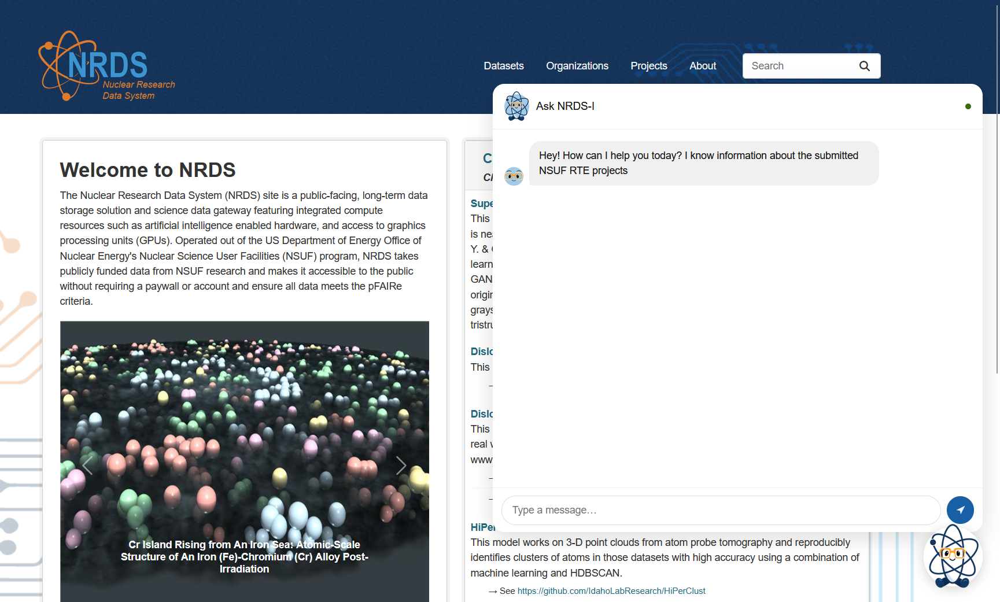 NRDS
Nuclear Research
Data System
Datasets
Organizations
Projects
About
Search
Welcome to NRDS
The Nuclear Research Data System (NRDS) site is a public-facing, long-term data
storage solution and science data gateway featuring integrated compute
resources such as artificial intelligence enabled hardware, and access to graphics
processing units (GPUs). Operated out of the US Department of Energy Office of
Nuclear Energy's Nuclear Science User Facilities (NSUF) program, NRDS takes
publicly funded data from NSUF research and makes it accessible to the public
without requiring a paywall or account and ensure all data meets the pFAIRe
criteria.
Cr Island Rising from An Iron Sea: Atomic-Scale
Structure of An Iron (Fe)-Chromium (Cr) Alloy Post-
Irradiation
C
Supe
This
is ne
Y. &
learn
GAN
origin
grays
tristru
Dislo
This
→
Dislo
This
real
www
HiPer
This model works on 3-D point clouds from atom probe tomography and reproducibly
identifies clusters of atoms in those datasets with high accuracy using a combination of
machine learning and HDBSCAN.
→ See https://github.com/IdahoLabResearch/HiPerClust
Ask NRDS-I
Hey! How can I help you today? I know information about the submitted
NSUF RTE projects
Type a message…